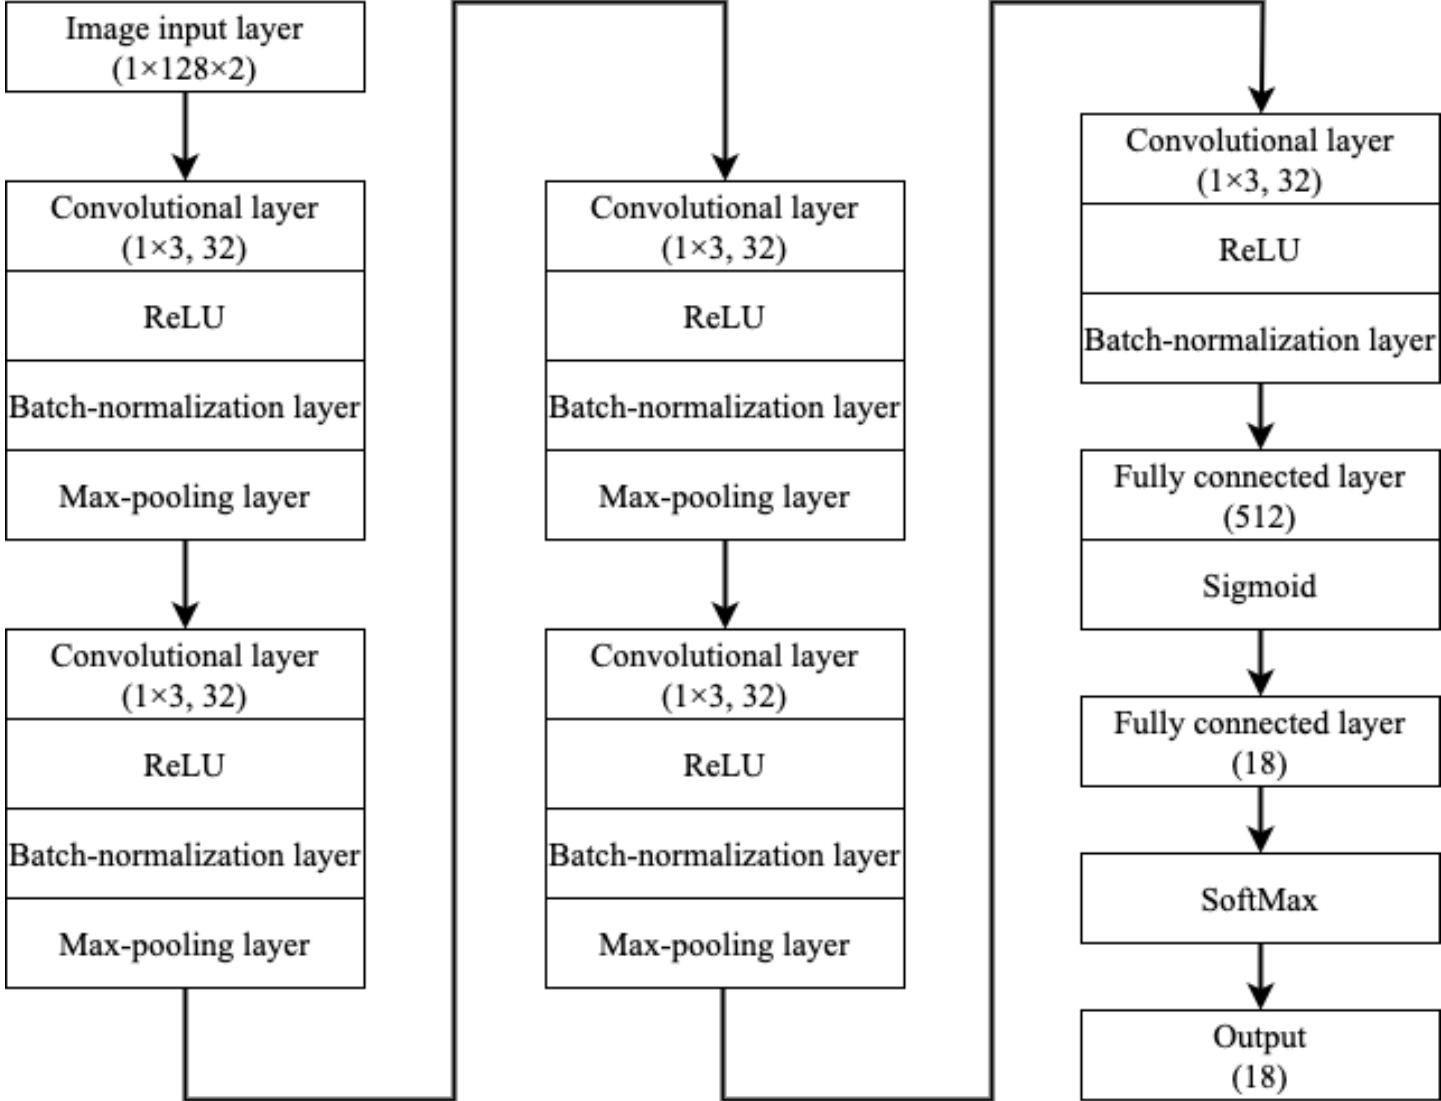 Image input layer
(1×128×2)
Convolutional layer
(1×3, 32)
ReLU
Batch-normalization layer
Max-pooling layer
Convolutional layer
(1×3, 32)
ReLU
Batch-normalization layer
Max-pooling layer
Convolutional layer
(1×3, 32)
ReLU
Batch-normalization layer
Max-pooling layer
Convolutional layer
(1×3, 32)
ReLU
Batch-normalization layer
Max-pooling layer
Convolutional layer
(1×3, 32)
ReLU
Batch-normalization layer
Fully connected layer
(512)
Sigmoid
Fully connected layer
(18)
SoftMax
Output
(18)